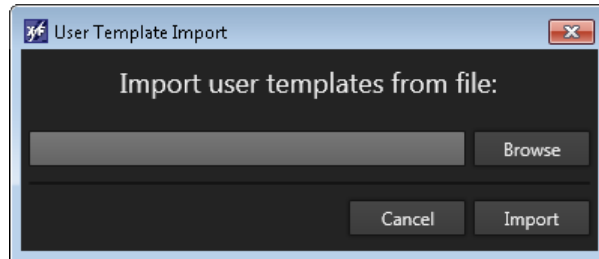 User Template Import
Import user templates from file:
Browse
Cancel Import